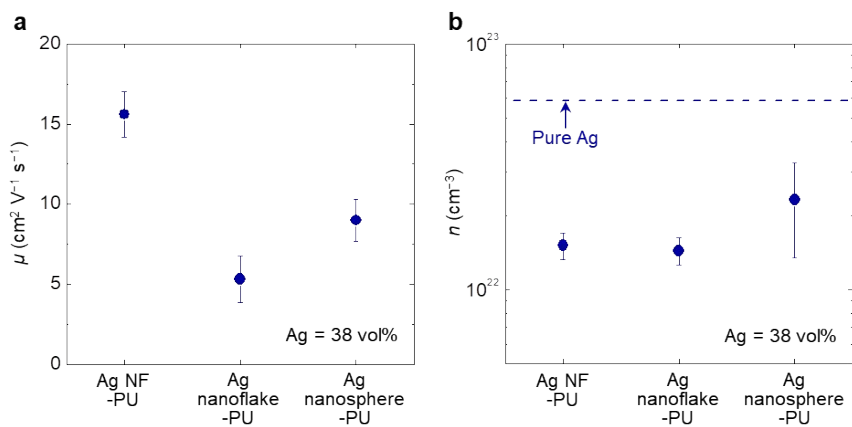 a
20
15
10
5
0
μ (cm² V⁻¹ s⁻¹)
Ag = 38 vol%
Ag NF
-PU
Ag
nanoflake
-PU
Ag
nanosphere
-PU
b
10²³
10²²
n (cm⁻³)
Pure Ag
Ag = 38 vol%
Ag NF
-PU
Ag
nanoflake
-PU
Ag
nanosphere
-PU